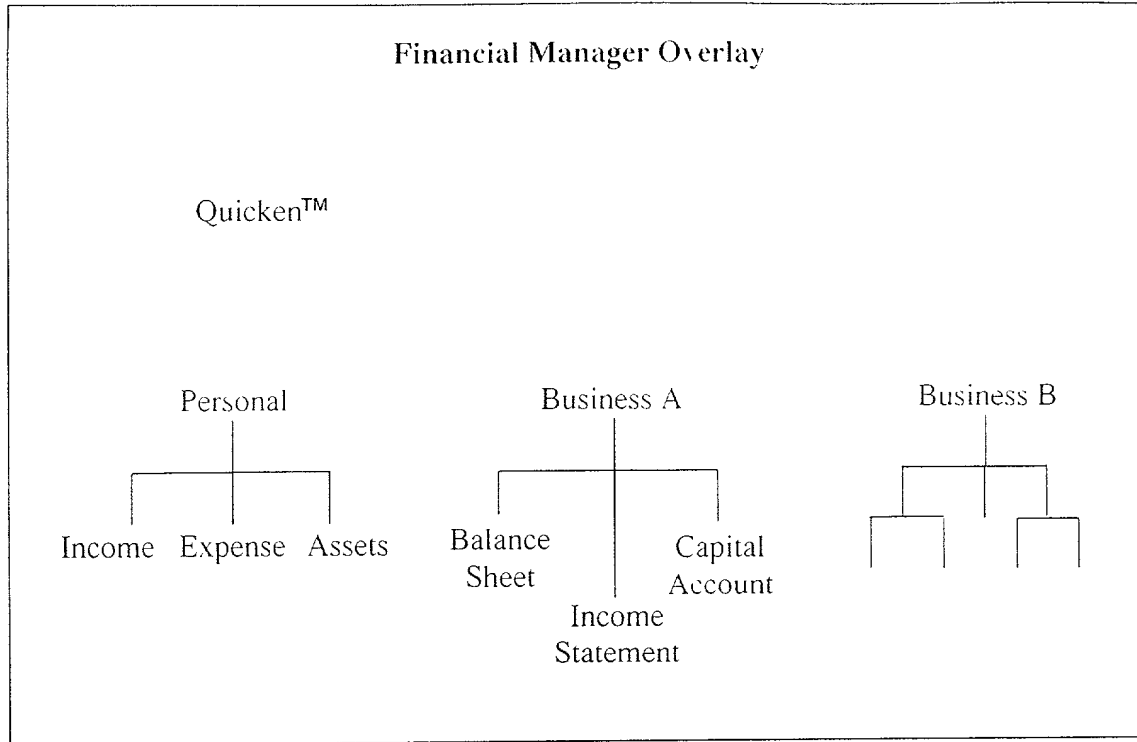 Financial Manager Overlay
Quicken™
Personal
Business A
Business B
Income Expense Assets
Balance
Sheet
Capital
Account
Income
Statement